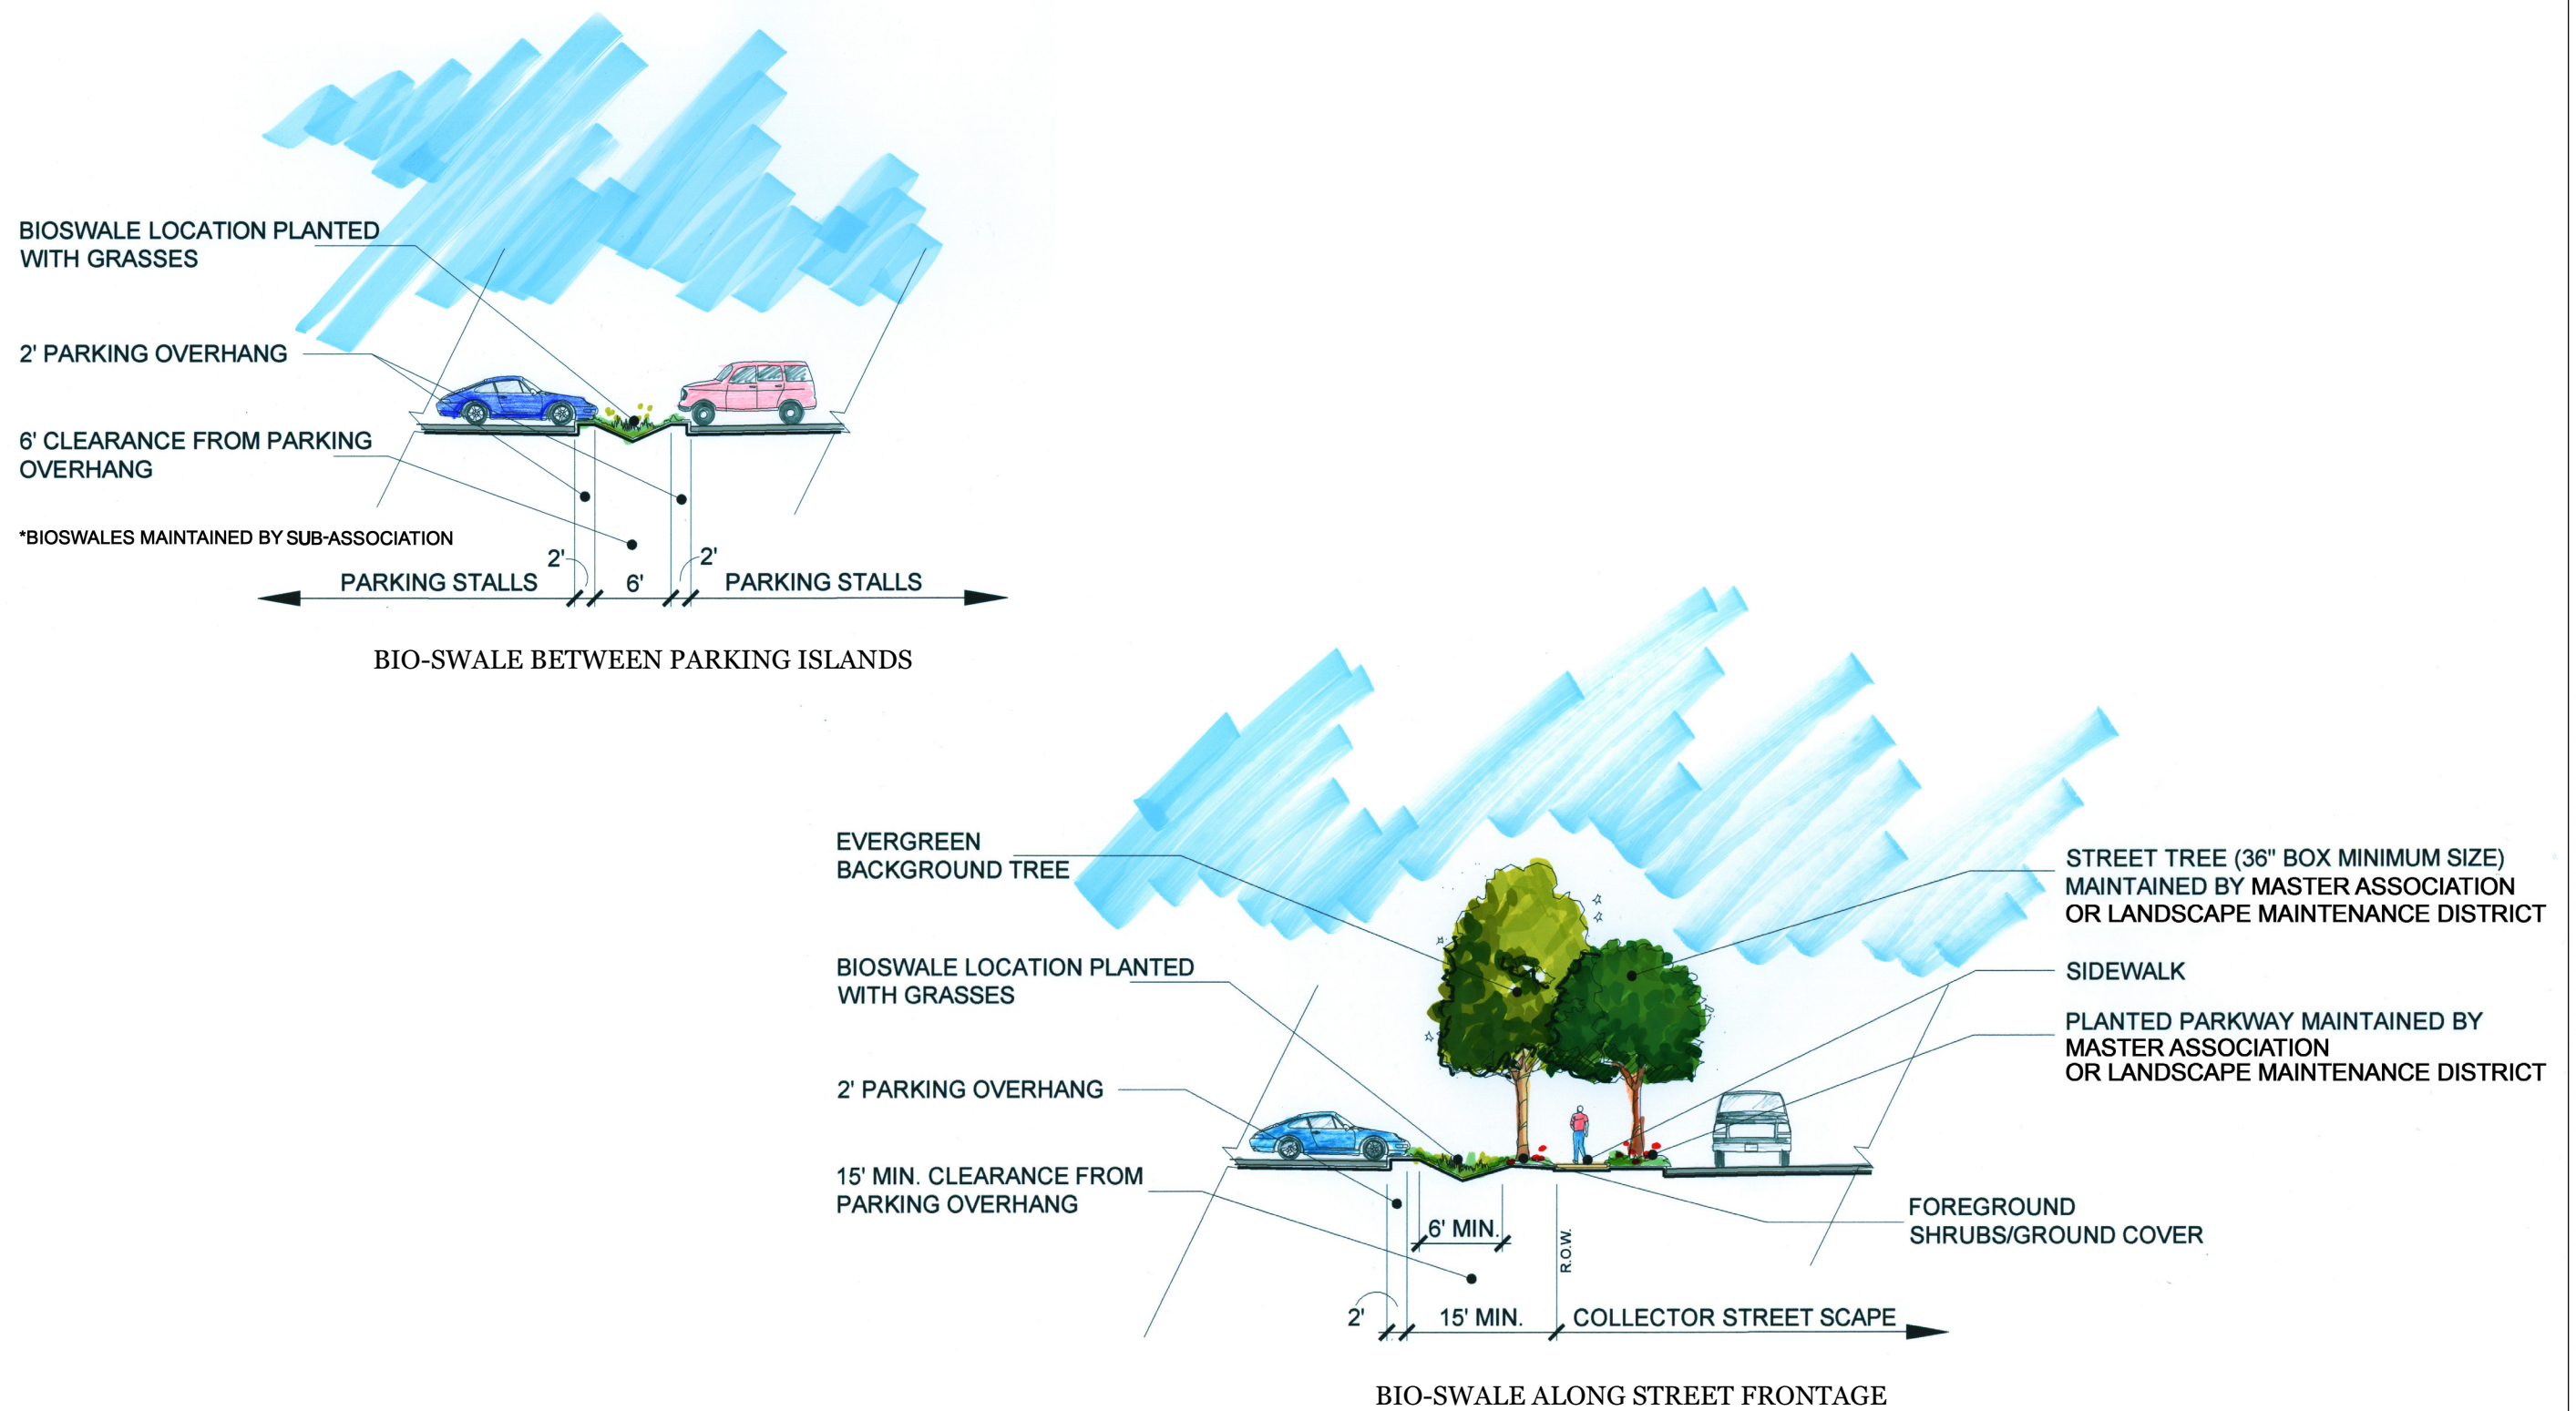 BIOSWALE LOCATION PLANTED
WITH GRASSES
2' PARKING OVERHANG
6' CLEARANCE FROM PARKING
OVERHANG
*BIOSWALES MAINTAINED BY SUB-ASSOCIATION
2'
2'
PARKING STALLS
6'
PARKING STALLS
BIO-SWALE BETWEEN PARKING ISLANDS
EVERGREEN
BACKGROUND TREE
BIOSWALE LOCATION PLANTED
WITH GRASSES
2' PARKING OVERHANG
15' MIN. CLEARANCE FROM
PARKING OVERHANG
STREET TREE (36" BOX MINIMUM SIZE)
MAINTAINED BY MASTER ASSOCIATION
OR LANDSCAPE MAINTENANCE DISTRICT
SIDEWALK
PLANTED PARKWAY MAINTAINED BY
MASTER ASSOCIATION
OR LANDSCAPE MAINTENANCE DISTRICT
FOREGROUND
SHRUBS/GROUND COVER
6' MIN.
R.O.W.
2'
15' MIN.
COLLECTOR STREET SCAPE
BIO-SWALE ALONG STREET FRONTAGE